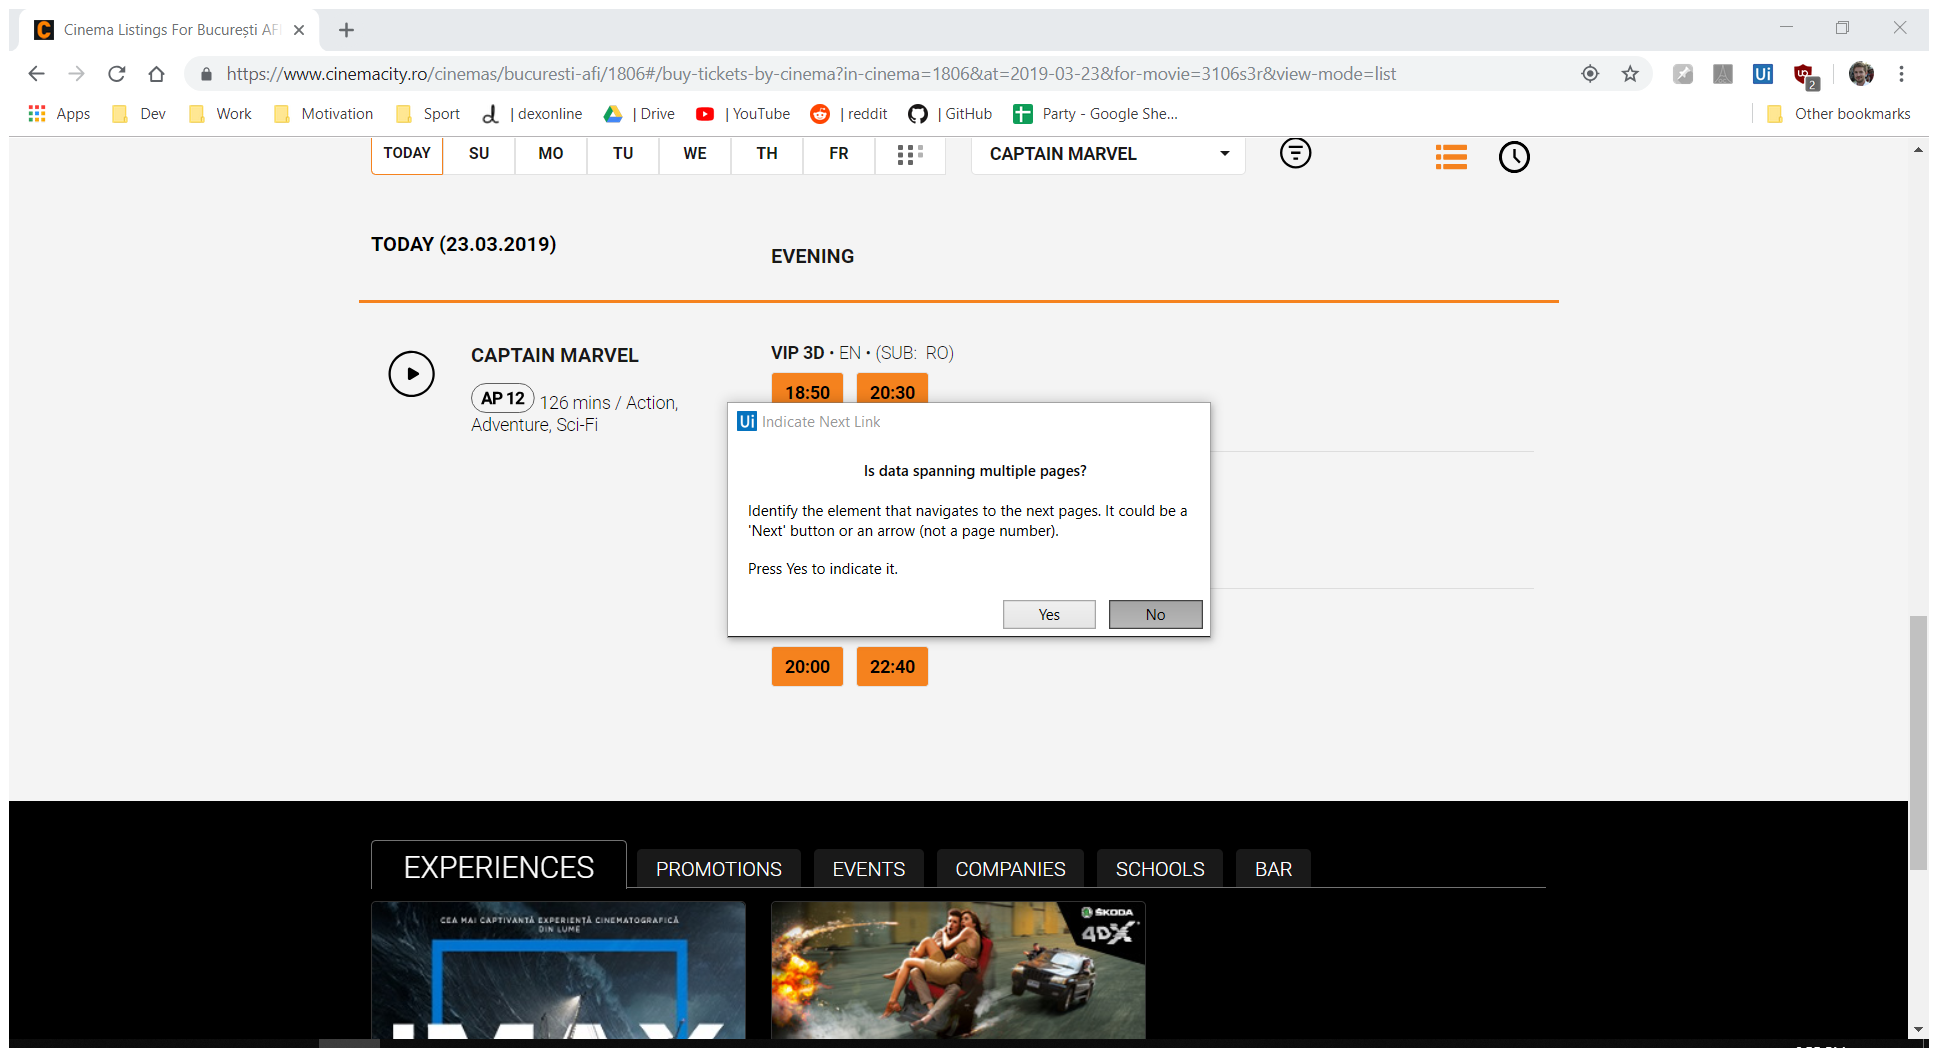 Cinema Listings For București AFI
https://www.cinemacity.ro/cinemas/bucuresti-afi/1806#/buy-tickets-by-cinema?in-cinema=1806&at=2019-03-23&for-movie=3106s3r&view-mode=list
Ui
2
Apps Dev Work Motivation Sport | dexonline | Drive | YouTube | reddit | GitHub Party - Google She... Other bookmarks
TODAY SU MO TU WE TH FR CAPTAIN MARVEL
TODAY (23.03.2019)
EVENING
CAPTAIN MARVEL
AP 12 126 mins / Action,
Adventure, Sci-Fi
VIP 3D • EN • (SUB: RO)
18:50 20:30
Ui Indicate Next Link
Is data spanning multiple pages?
Identify the element that navigates to the next pages. It could be a
'Next' button or an arrow (not a page number).
Press Yes to indicate it.
Yes No
20:00 22:40
EXPERIENCES PROMOTIONS EVENTS COMPANIES SCHOOLS BAR
CEA MAI CAPTIVANTĂ EXPERIENȚĂ CINEMATOGRAFICĂ
DIN LUME
IMAX
ŠKODA
4DX